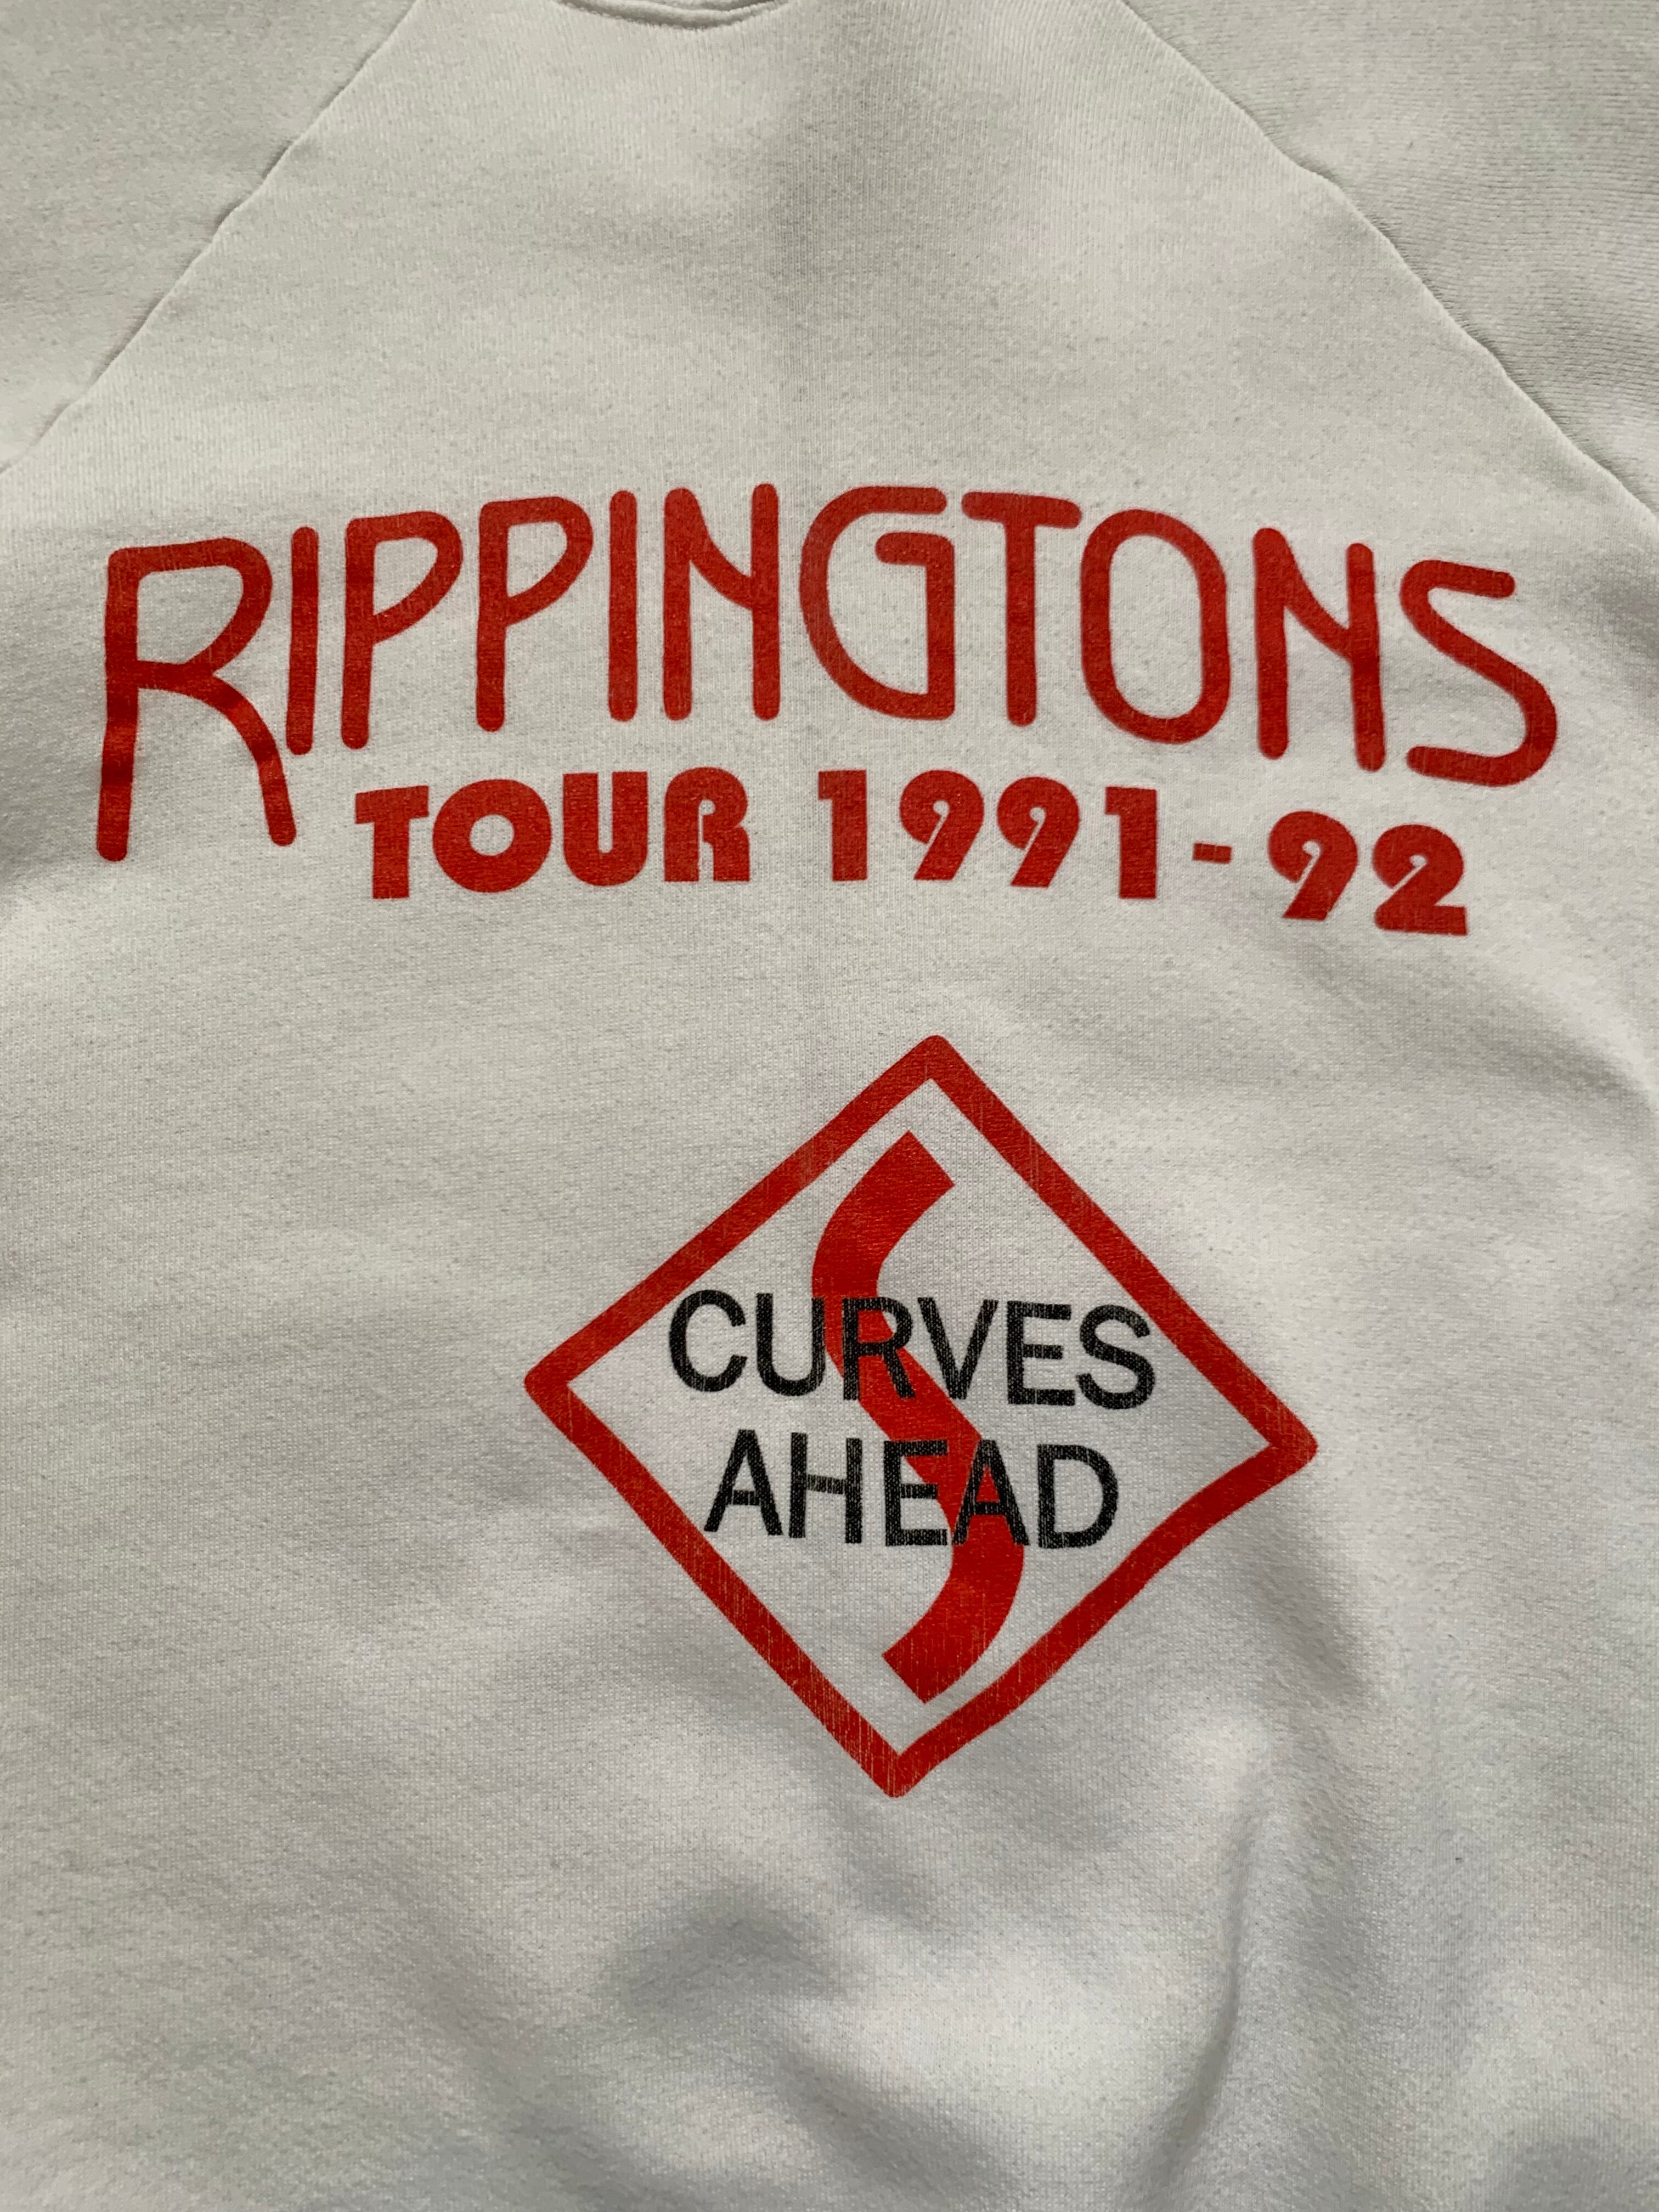 RIPPINGTONS
TOUR 1991-92
CURVES
AHEAD